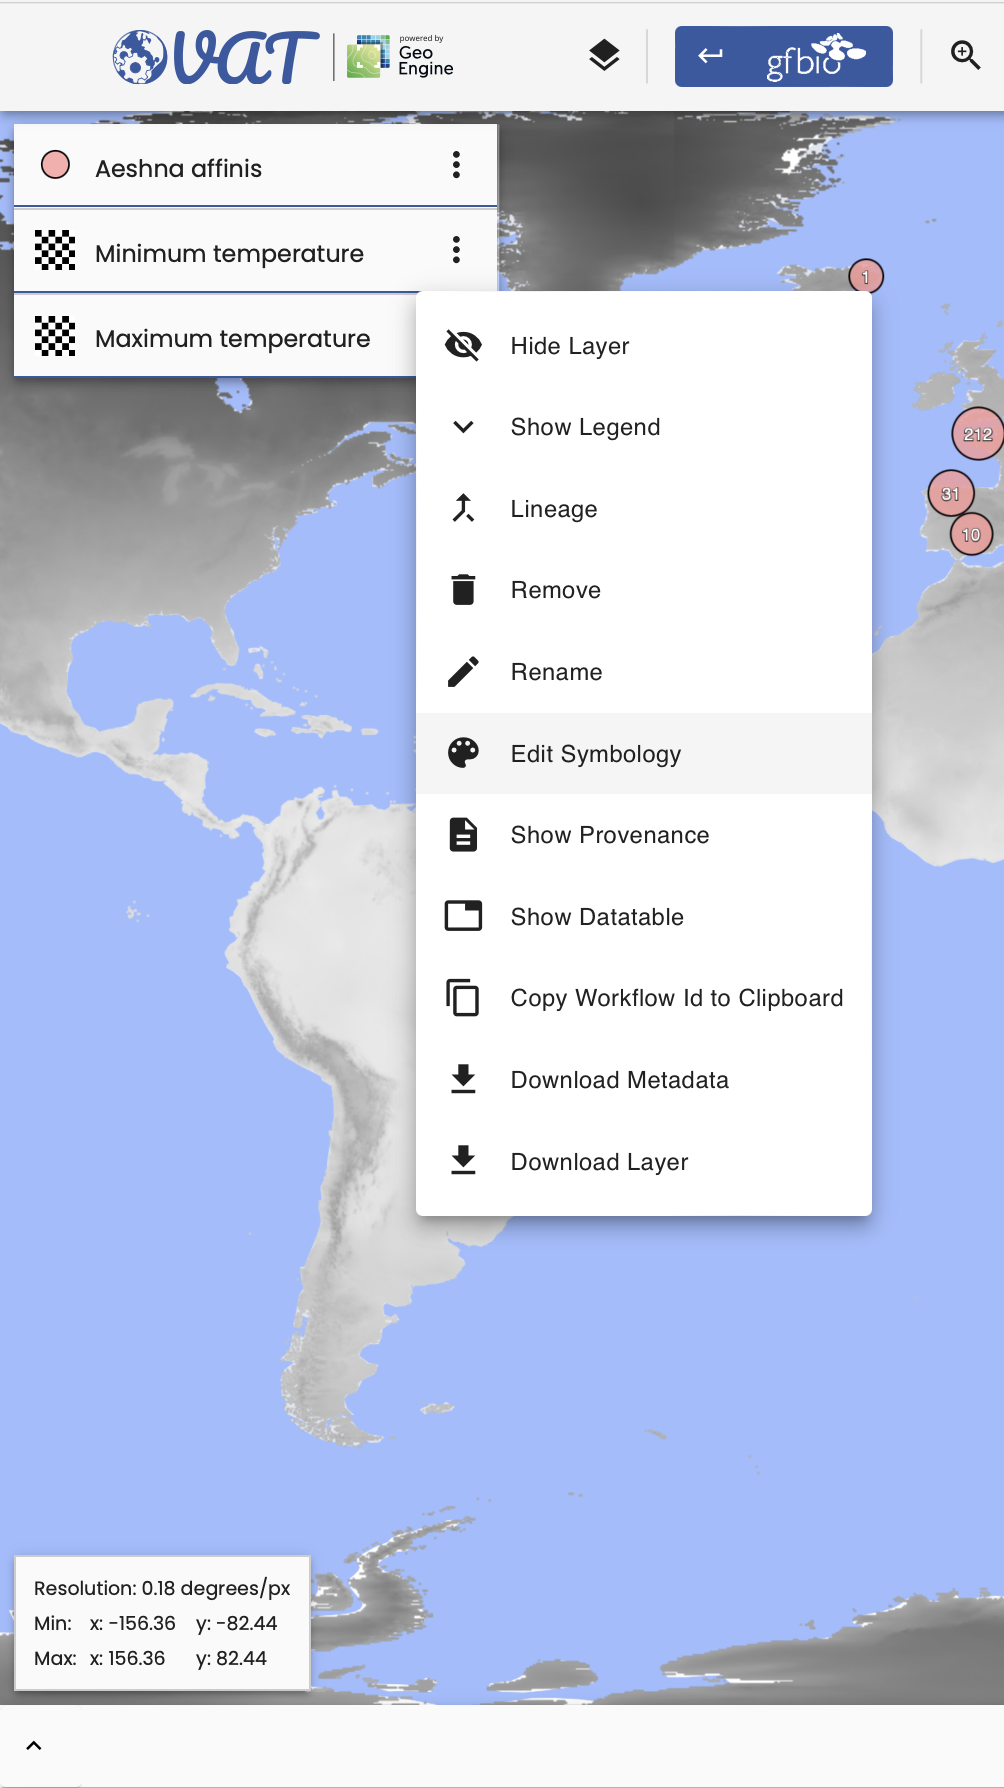 VAT
powered by
Geo
Engine
gfbio
Aeshna affinis
Minimum temperature
Maximum temperature
1
212
31
10
Hide Layer
Show Legend
Lineage
Remove
Rename
Edit Symbology
Show Provenance
Show Datatable
Copy Workflow Id to Clipboard
Download Metadata
Download Layer
Resolution: 0.18 degrees/px
Min: x: -156.36 y: -82.44
Max: x: 156.36 y: 82.44